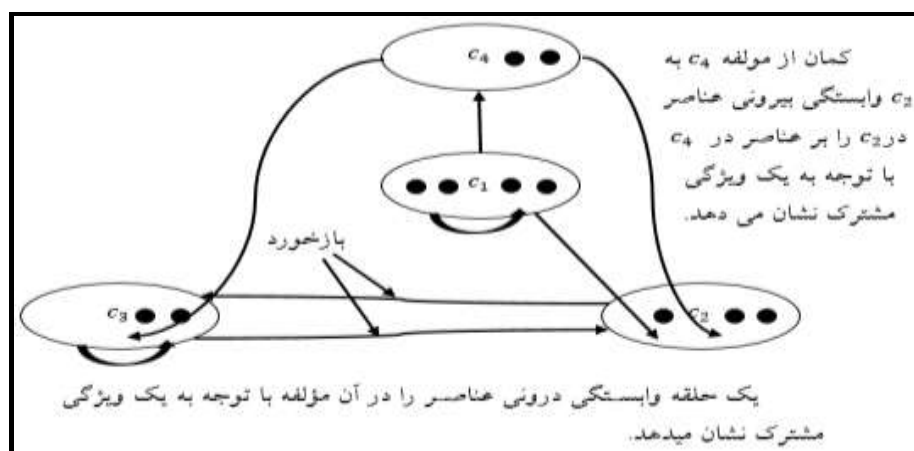 c₄
کمان از مولفه c₄ به
c₂ وابستگی بیرونی عناصر
در c₂ را بر عناصر در c₄
با توجه به یک ویژگی
مشترک نشان می دهد.
c₁
بازخورد
c₃
c₂
یک حلقه وابستگی درونی عناصر را در آن مؤلفه با توجه به یک ویژگی
مشترک نشان میدهد.